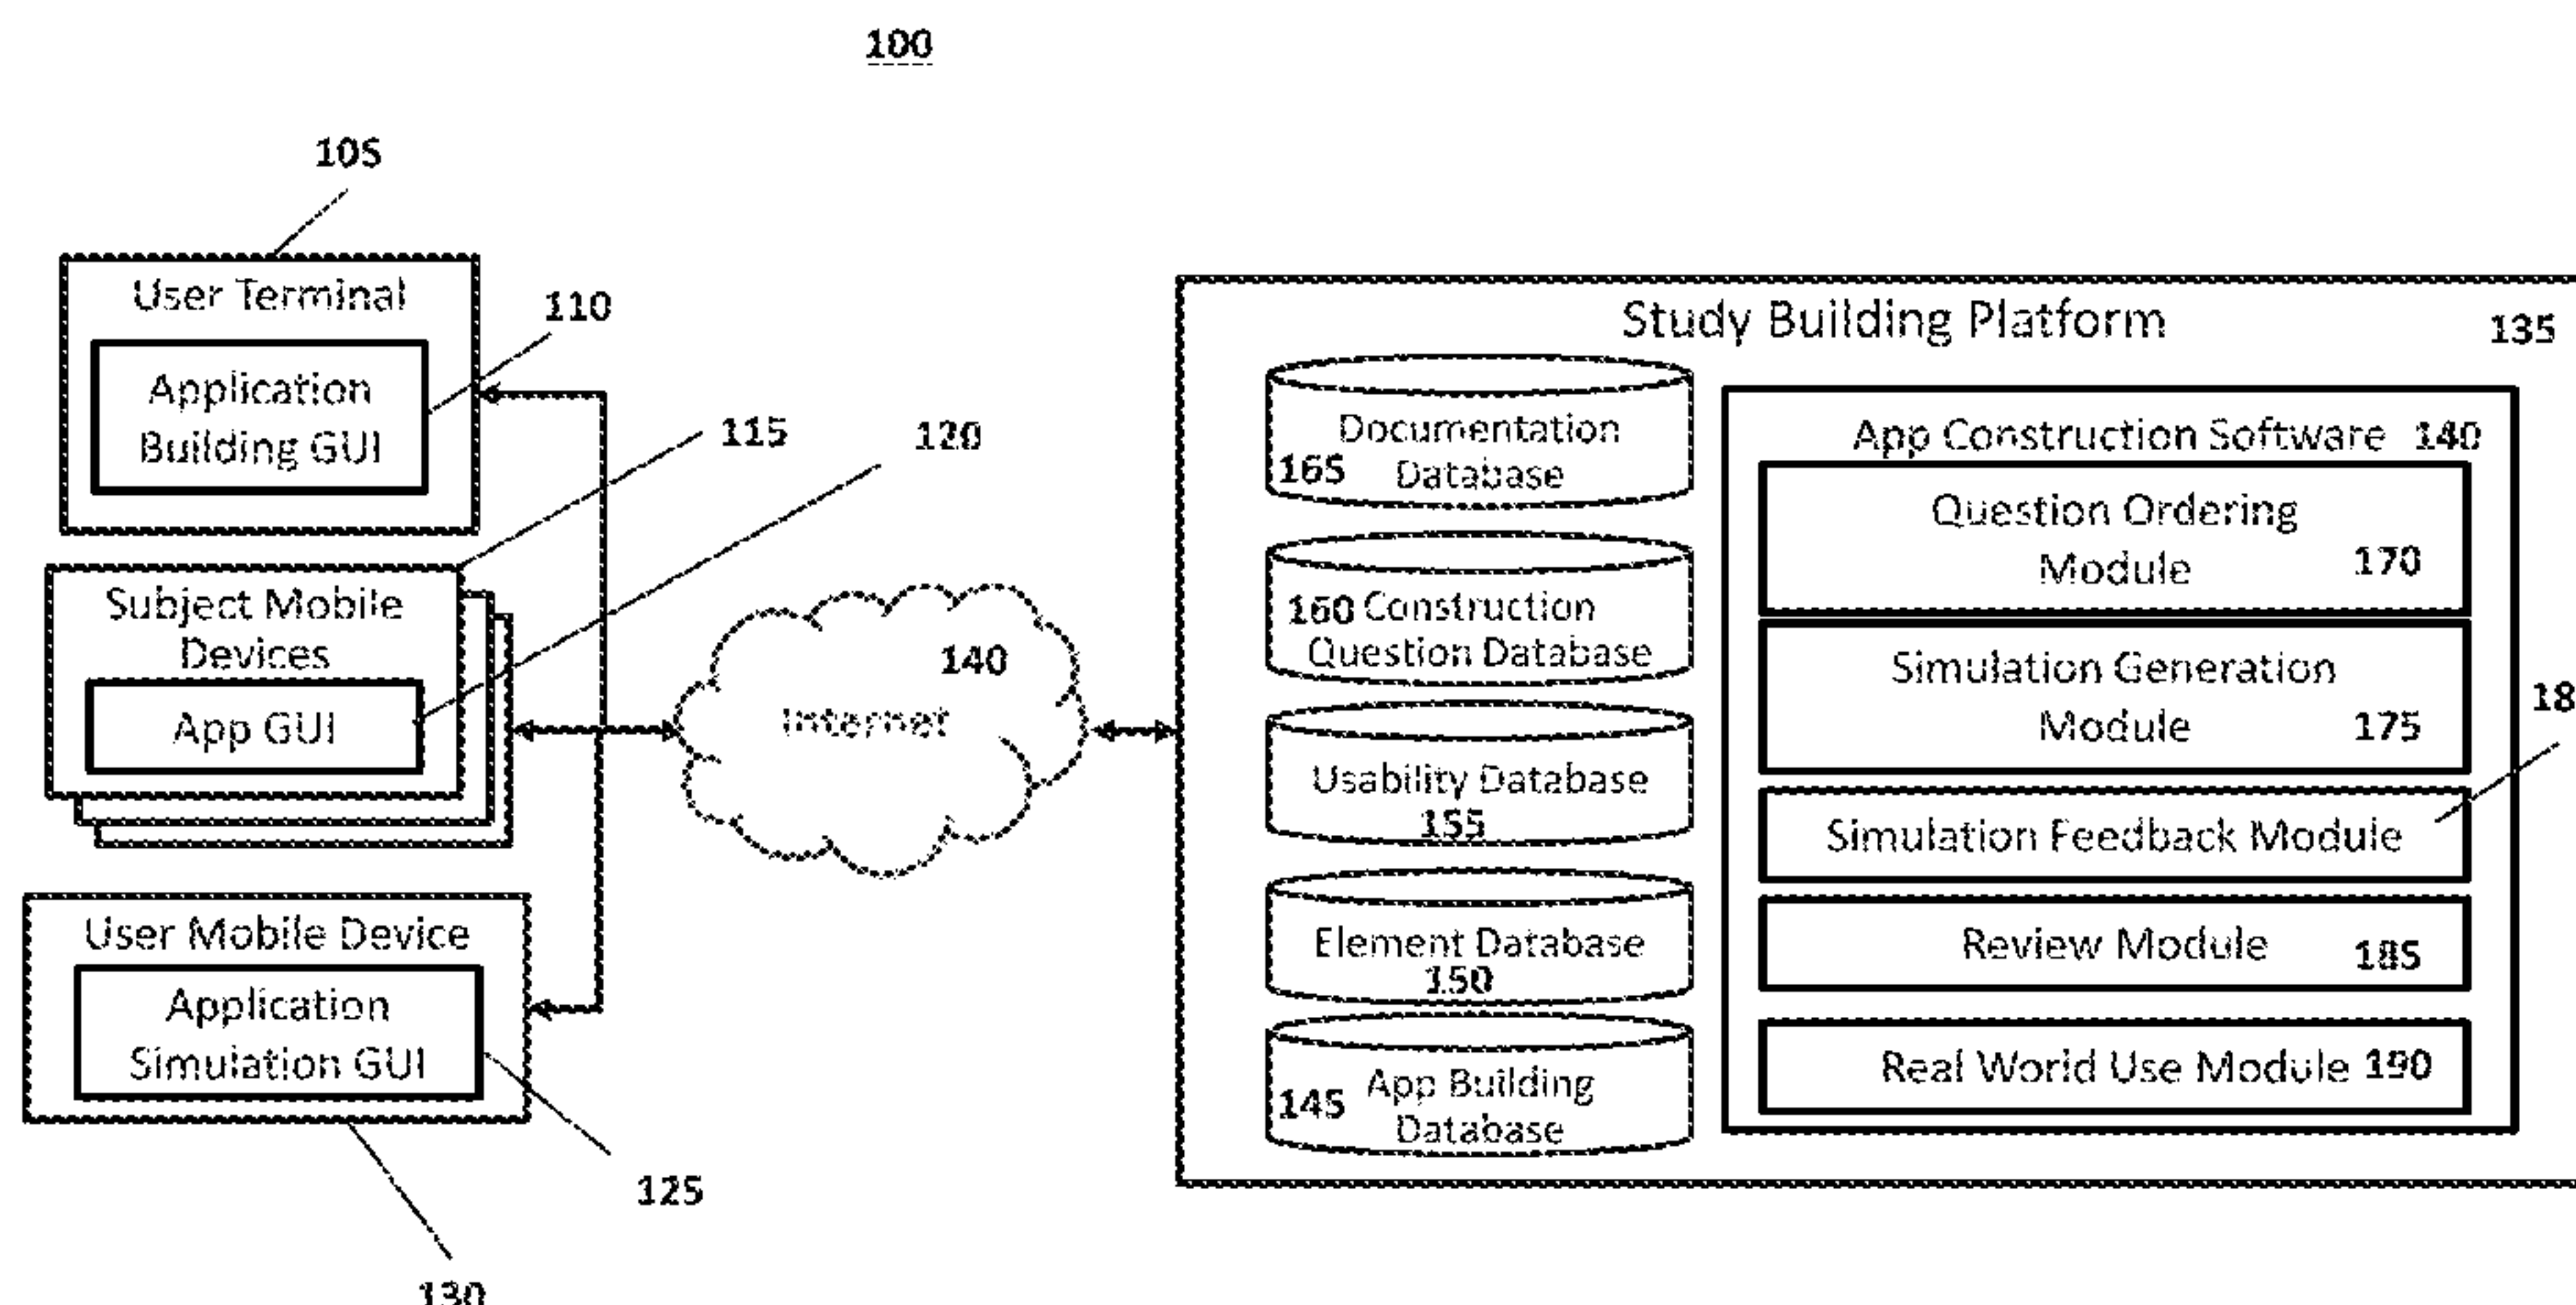 100
105
User Terminal
110
Application
Building GUI
115
120
Subject Mobile
Devices
App GUI
User Mobile Device
Application
Simulation GUI
125
130
140
Internet
Study Building Platform
135
Documentation
165 Database
160 Construction
Question Database
Usability Database
155
Element Database
150
145 App Building
Database
App Construction Software 140
Question Ordering
Module 170
Simulation Generation
Module 175
18
Simulation Feedback Module
Review Module 185
Real World Use Module 190